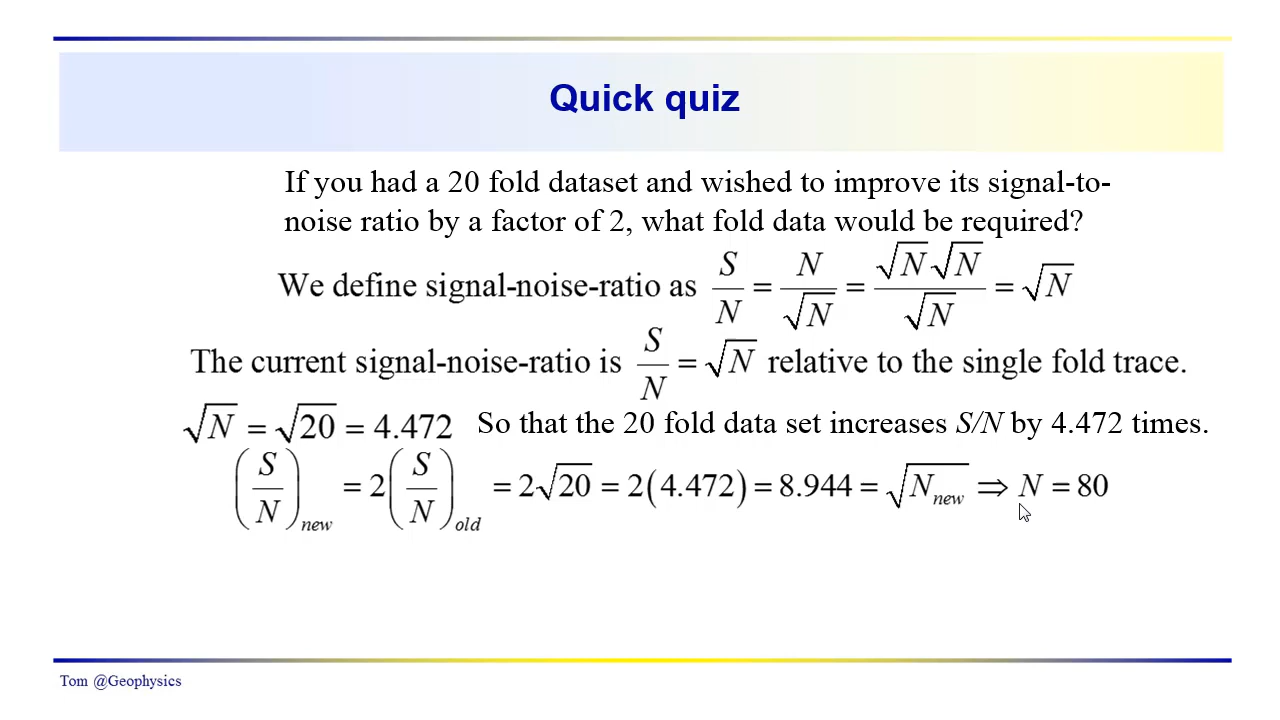 Quick quiz
If you had a 20 fold dataset and wished to improve its signal-to-
noise ratio by a factor of 2, what fold data would be required?
We define signal-noise-ratio as S/N = N/√N = √N√N/√N = √N
The current signal-noise-ratio is S/N = √N relative to the single fold trace.
√N = √20 = 4.472 So that the 20 fold data set increases S/N by 4.472 times.
(S/N)new = 2(S/N)old = 2√20 = 2(4.472) = 8.944 = √Nnew ⇒ N = 80
Tom @Geophysics